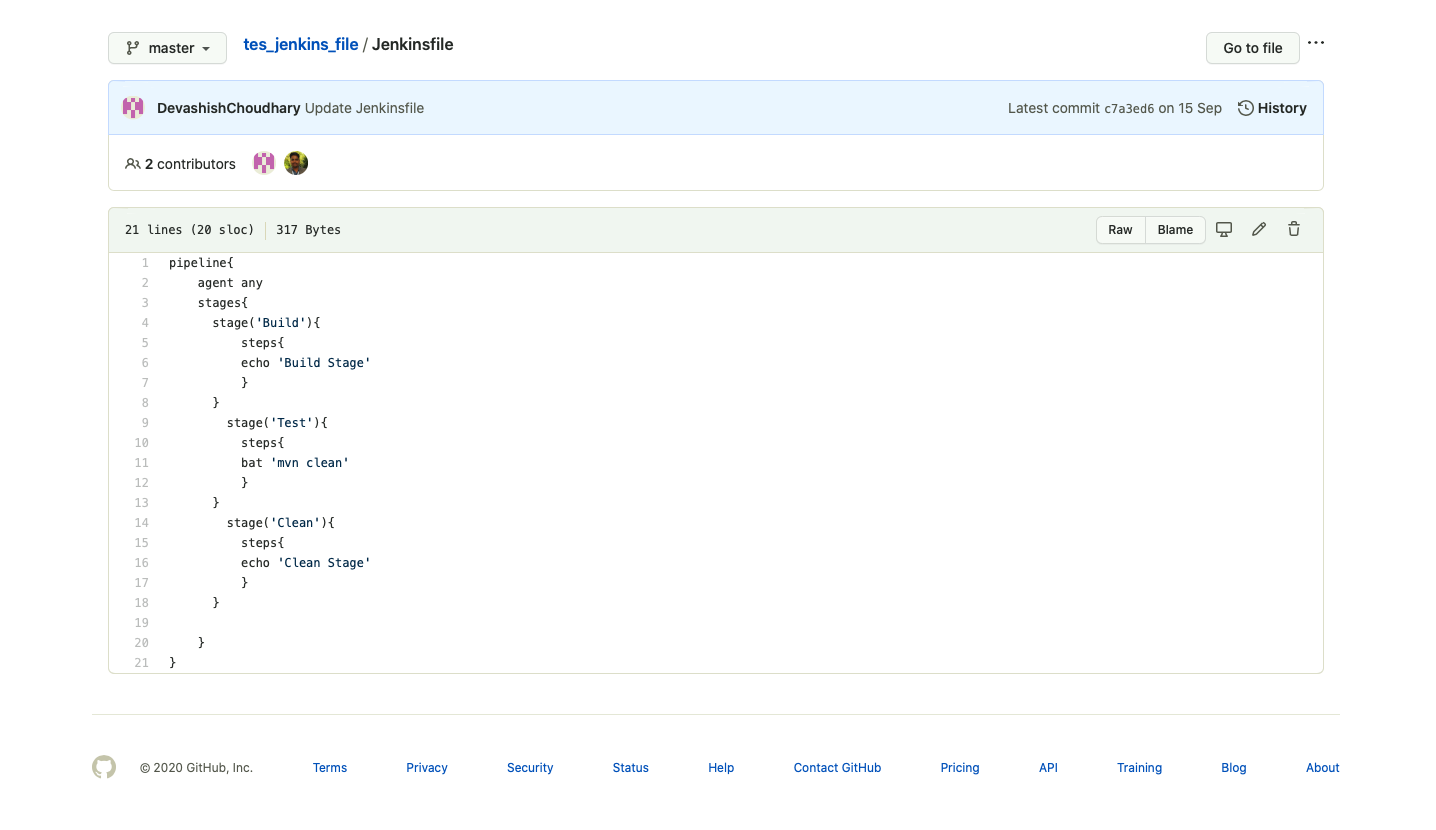 master
tes_jenkins_file / Jenkinsfile
Go to file
DevashishChoudhary Update Jenkinsfile
Latest commit c7a3ed6 on 15 Sep
History
2 contributors
21 lines (20 sloc)
317 Bytes
Raw
Blame
1 pipeline{
2     agent any
3     stages{
4       stage('Build'){
5           steps{
6           echo 'Build Stage'
7           }
8       }
9         stage('Test'){
10           steps{
11           bat 'mvn clean'
12           }
13       }
14         stage('Clean'){
15           steps{
16           echo 'Clean Stage'
17           }
18       }
19
20     }
21 }
© 2020 GitHub, Inc.
Terms
Privacy
Security
Status
Help
Contact GitHub
Pricing
API
Training
Blog
About